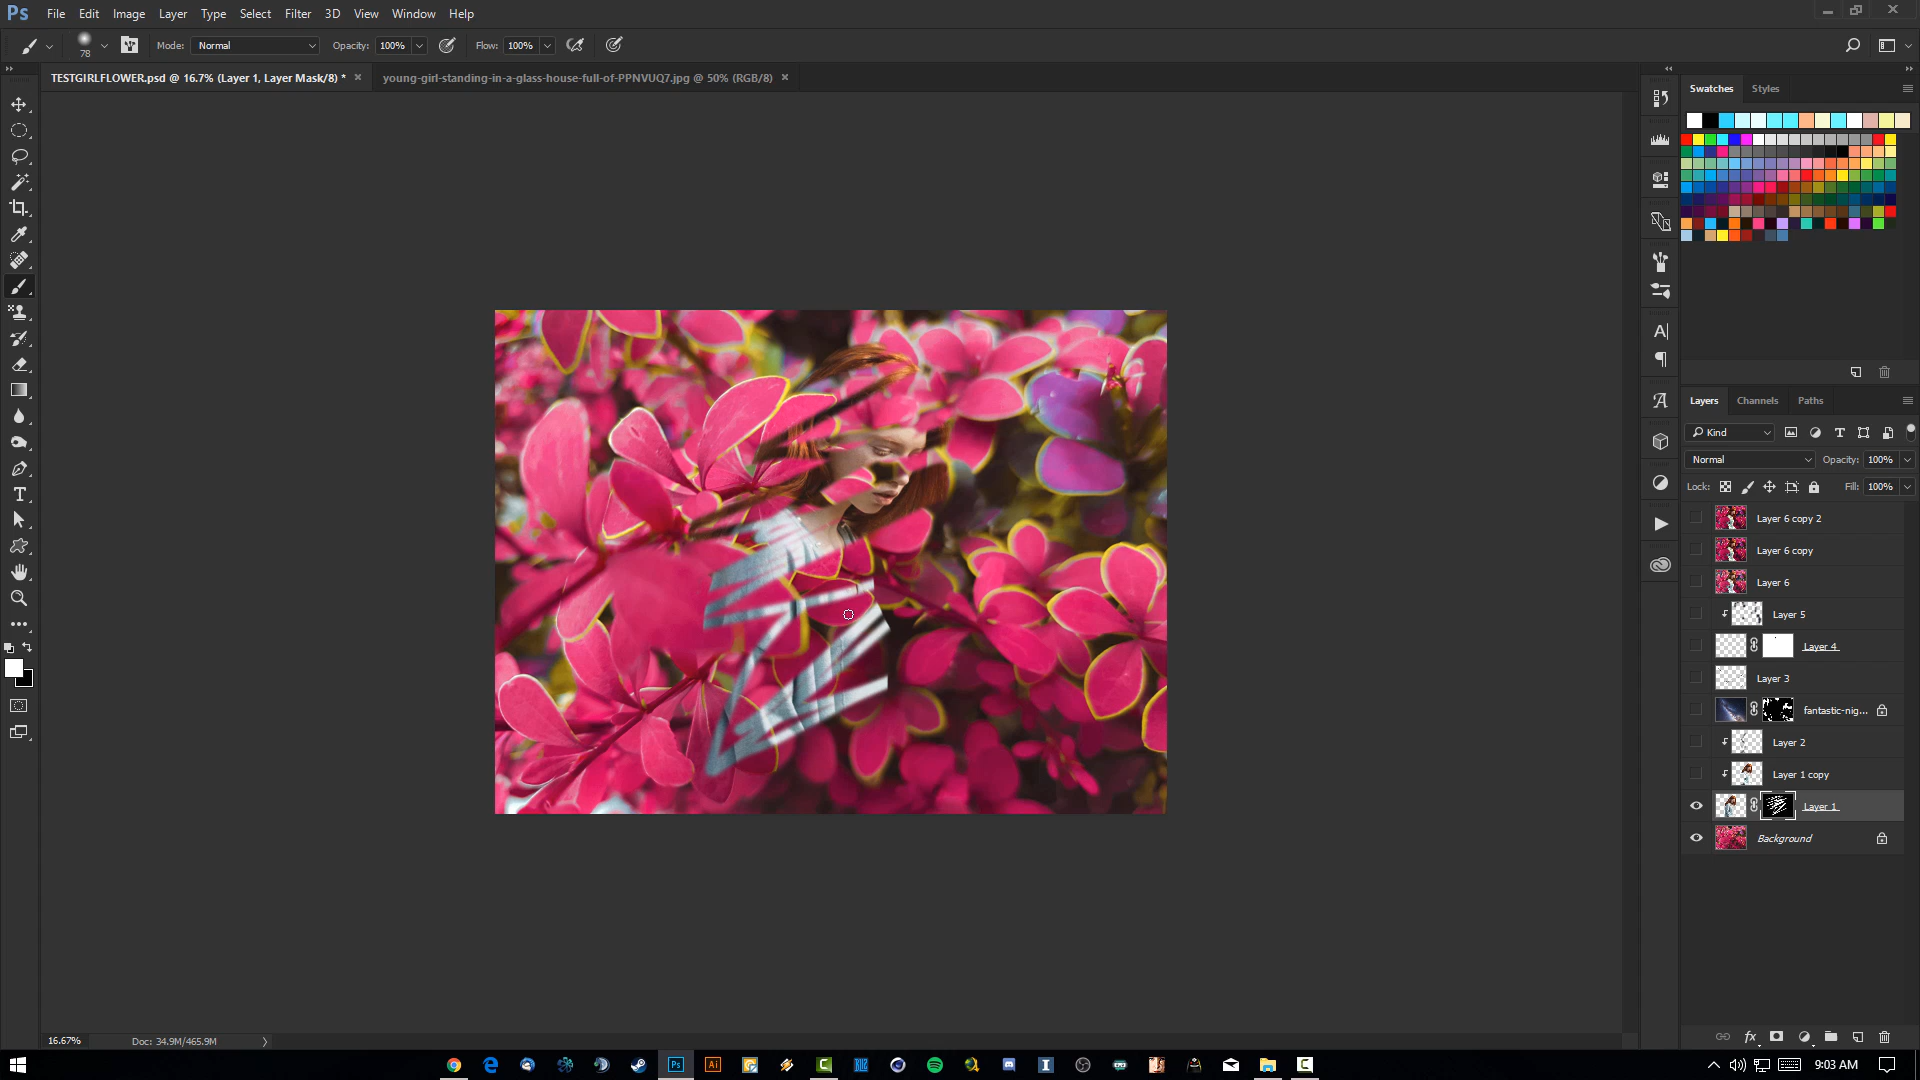 Ps File Edit Image Layer Type Select Filter 3D View Window Help
78 Mode: Normal Opacity: 100% Flow: 100%
TESTGIRLFLOWER.psd @ 16.7% (Layer 1, Layer Mask/8) * × young-girl-standing-in-a-glass-house-full-of-PPNVUQ7.jpg @ 50% (RGB/8) ×
Swatches Styles
Layers Channels Paths
Kind
Normal Opacity: 100%
Lock: Fill: 100%
Layer 6 copy 2
Layer 6 copy
Layer 6
Layer 5
Layer 4
Layer 3
fantastic-nig...
Layer 2
Layer 1 copy
Layer 1
Background
fx
16.67% Doc: 34.9M/465.9M
Ps Ai 9:03 AM